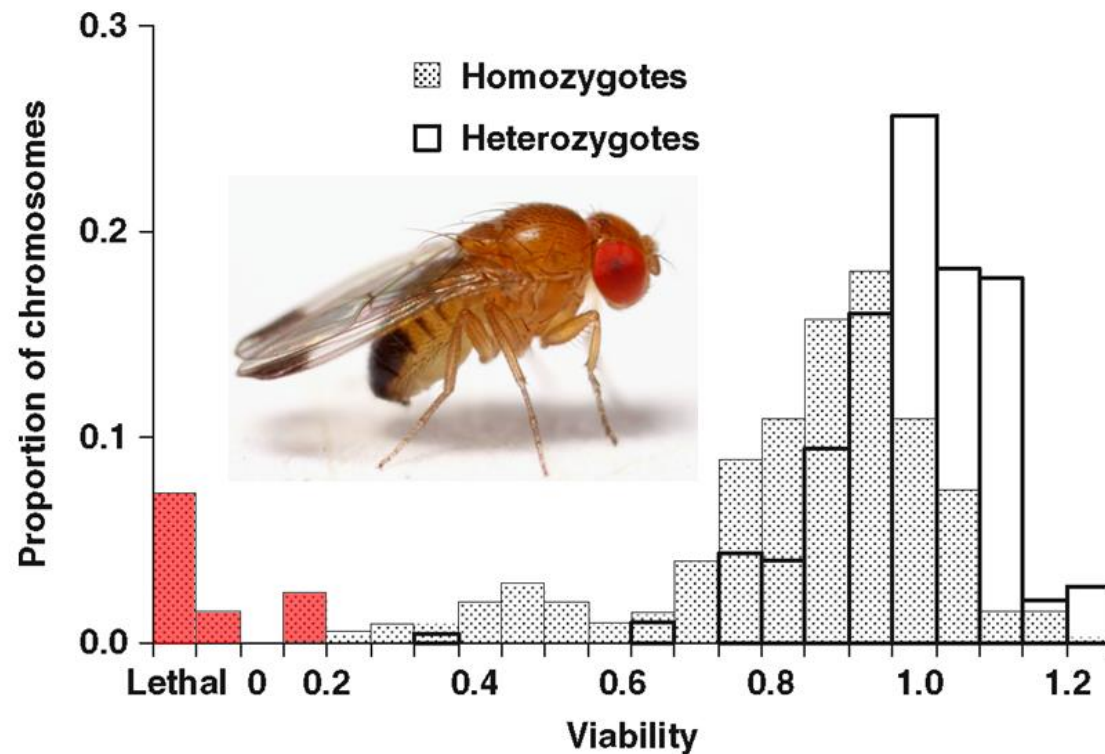 0.3
Homozygotes
Heterozygotes
0.2
0.1
0.0
Proportion of chromosomes
Lethal 0 0.2 0.4 0.6 0.8 1.0 1.2
Viability